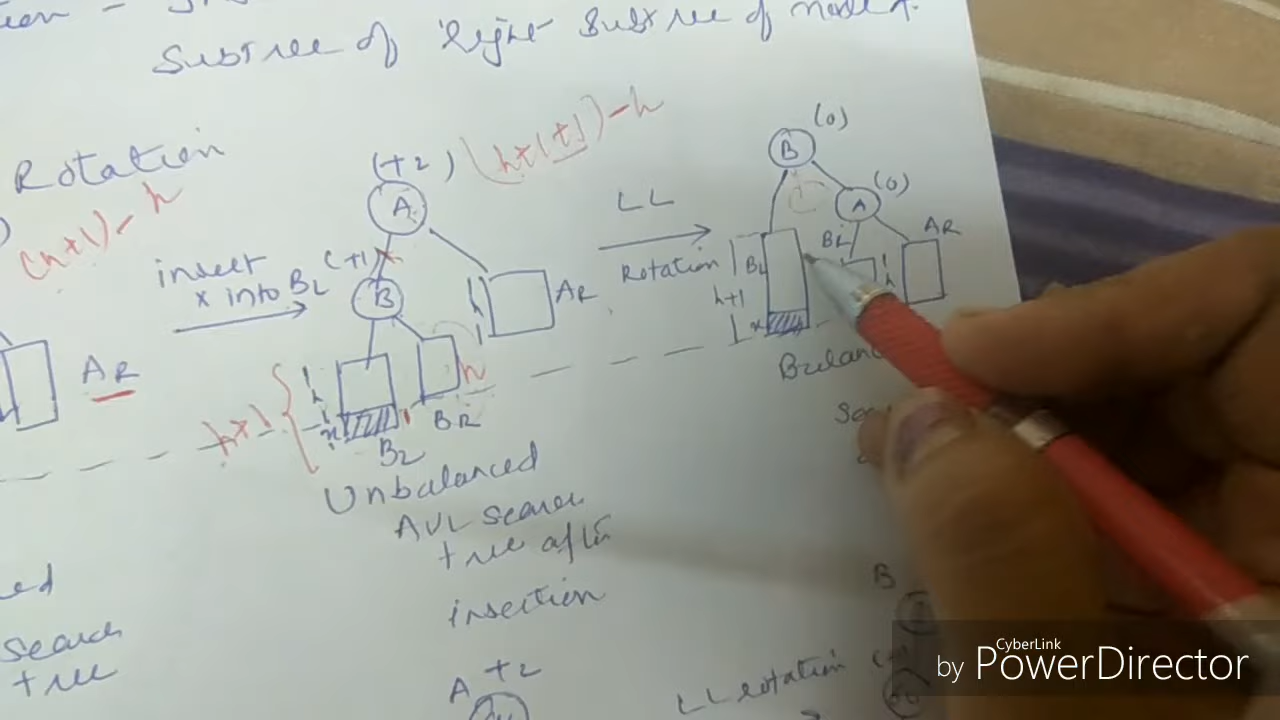 Subtree of right subtree of node A.
Rotation
(h+1)-h
insert
x into BL
AR
(+2) (h+(+1)-h
A
(+1)
B
h
AR
h+1
h
x
h
BL
BR
Unbalanced
AVL search
tree after
insertion
LL
Rotation
(0)
B
(0)
A
BL
h+1
x
h
AR
ed
search
tree
A +2
LL rotation
B
CyberLink
by PowerDirector